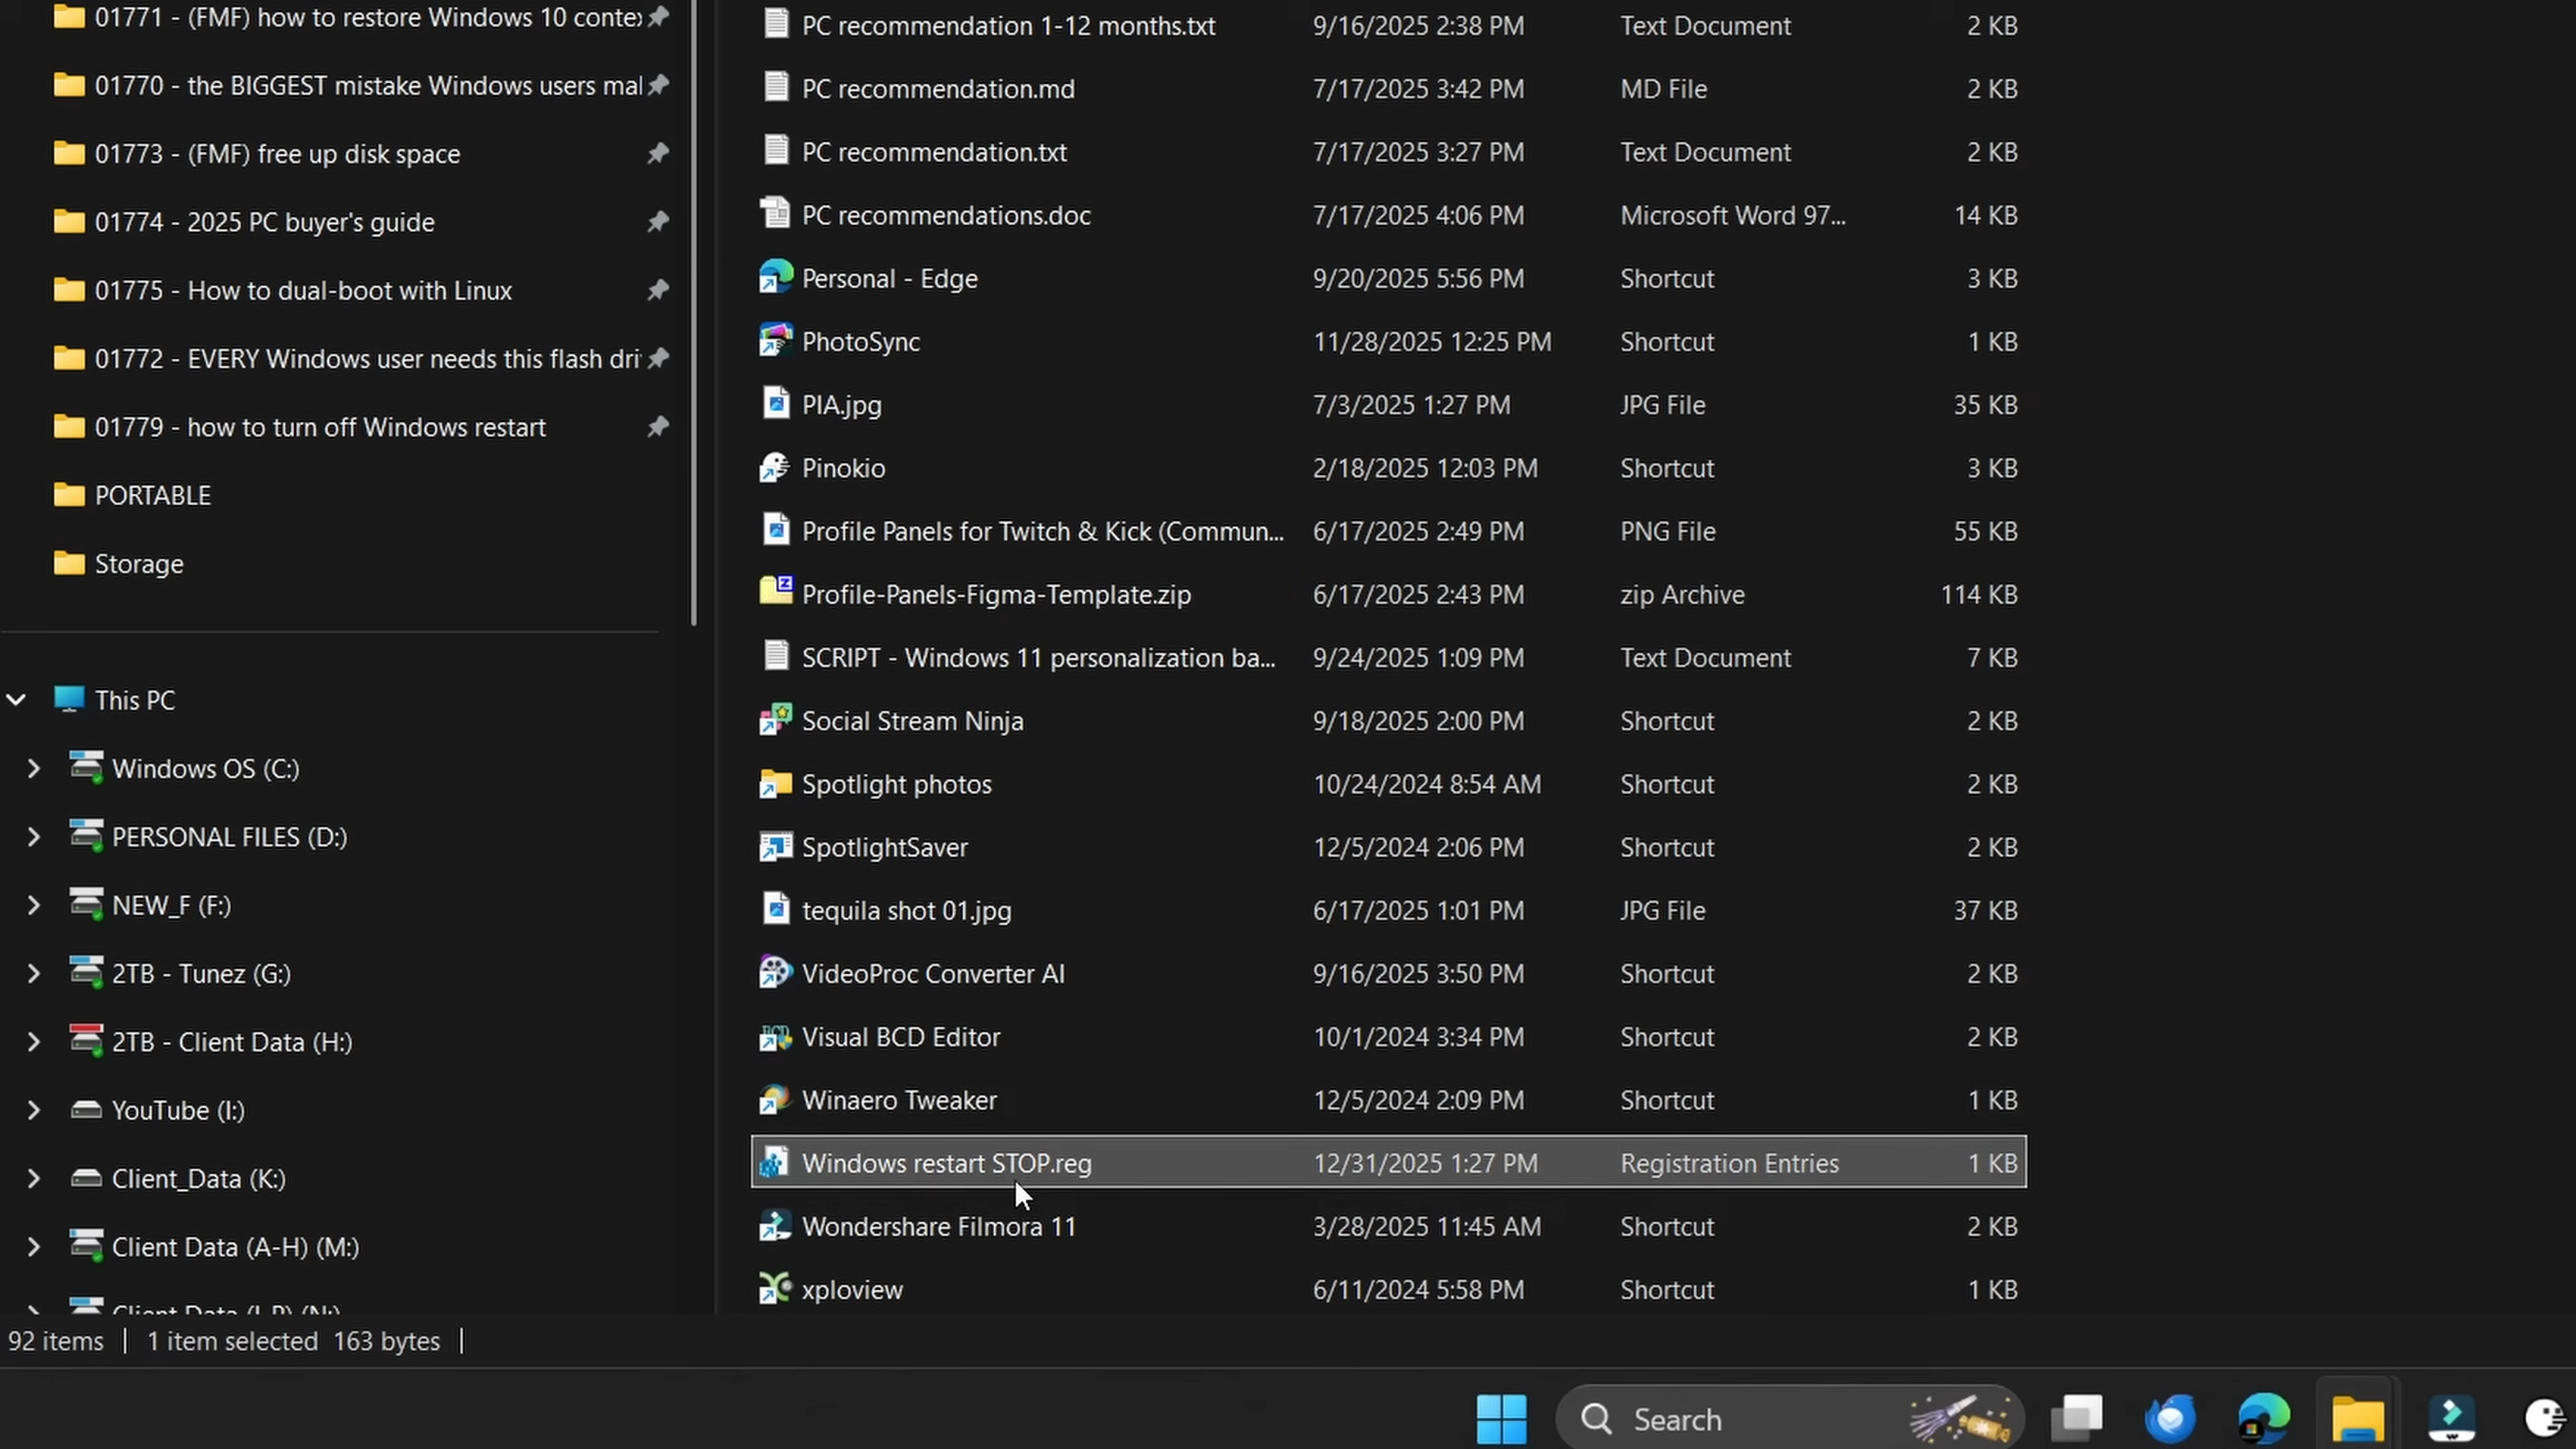 01771 - (FMF) how to restore Windows 10 conte
01770 - the BIGGEST mistake Windows users mal
01773 - (FMF) free up disk space
01774 - 2025 PC buyer's guide
01775 - How to dual-boot with Linux
01772 - EVERY Windows user needs this flash dri
01779 - how to turn off Windows restart
PORTABLE
Storage
This PC
Windows OS (C:)
PERSONAL FILES (D:)
NEW_F (F:)
2TB - Tunez (G:)
2TB - Client Data (H:)
YouTube (I:)
Client_Data (K:)
Client Data (A-H) (M:)
PC recommendation 1-12 months.txt 9/16/2025 2:38 PM Text Document 2 KB
PC recommendation.md 7/17/2025 3:42 PM MD File 2 KB
PC recommendation.txt 7/17/2025 3:27 PM Text Document 2 KB
PC recommendations.doc 7/17/2025 4:06 PM Microsoft Word 97... 14 KB
Personal - Edge 9/20/2025 5:56 PM Shortcut 3 KB
PhotoSync 11/28/2025 12:25 PM Shortcut 1 KB
PIA.jpg 7/3/2025 1:27 PM JPG File 35 KB
Pinokio 2/18/2025 12:03 PM Shortcut 3 KB
Profile Panels for Twitch & Kick (Commun... 6/17/2025 2:49 PM PNG File 55 KB
Profile-Panels-Figma-Template.zip 6/17/2025 2:43 PM zip Archive 114 KB
SCRIPT - Windows 11 personalization ba... 9/24/2025 1:09 PM Text Document 7 KB
Social Stream Ninja 9/18/2025 2:00 PM Shortcut 2 KB
Spotlight photos 10/24/2024 8:54 AM Shortcut 2 KB
SpotlightSaver 12/5/2024 2:06 PM Shortcut 2 KB
tequila shot 01.jpg 6/17/2025 1:01 PM JPG File 37 KB
VideoProc Converter AI 9/16/2025 3:50 PM Shortcut 2 KB
Visual BCD Editor 10/1/2024 3:34 PM Shortcut 2 KB
Winaero Tweaker 12/5/2024 2:09 PM Shortcut 1 KB
Windows restart STOP.reg 12/31/2025 1:27 PM Registration Entries 1 KB
Wondershare Filmora 11 3/28/2025 11:45 AM Shortcut 2 KB
xploview 6/11/2024 5:58 PM Shortcut 1 KB
92 items 1 item selected 163 bytes
Search